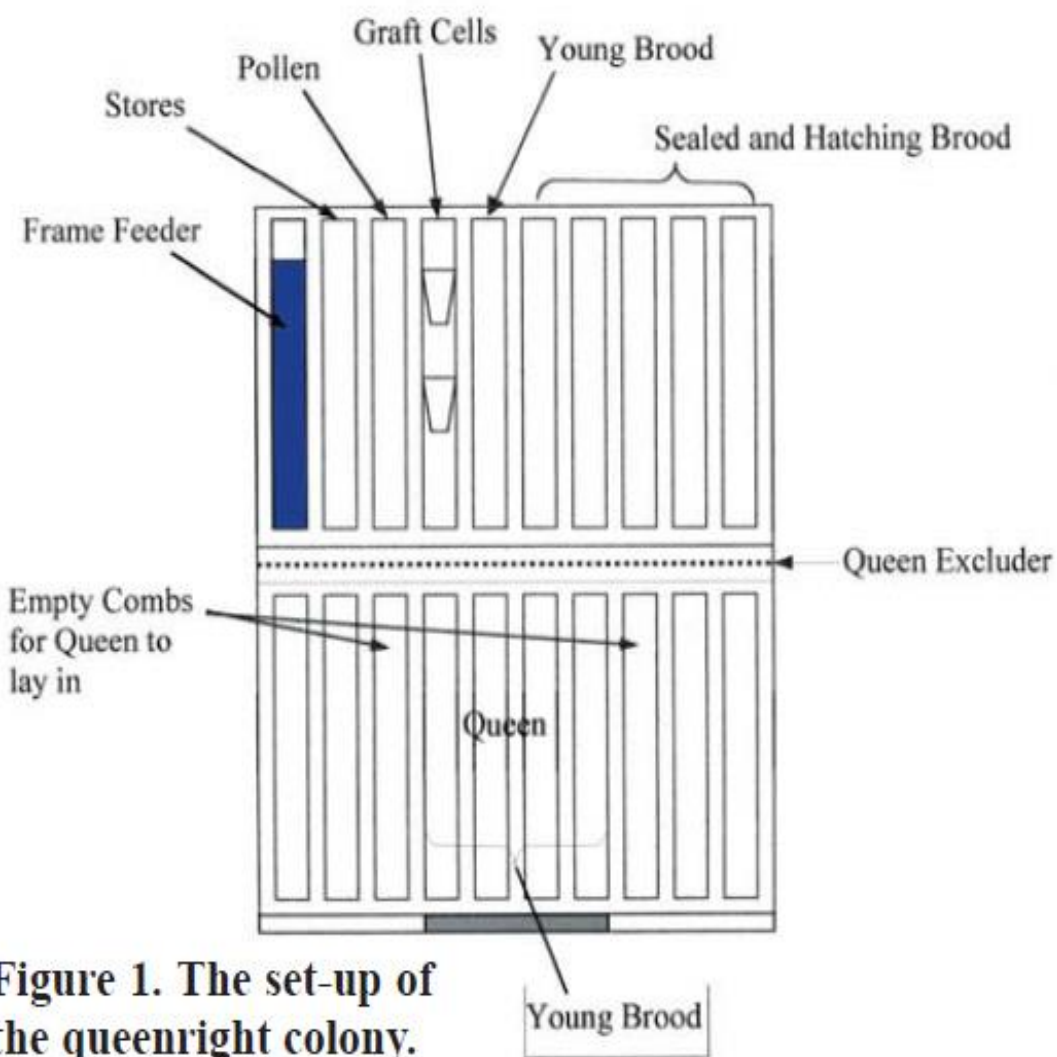 Graft Cells
Young Brood
Pollen
Stores
Sealed and Hatching Brood
Frame Feeder
Queen Excluder
Empty Combs
for Queen to
lay in
Queen
Young Brood
Figure 1. The set-up of
the queenright colony.